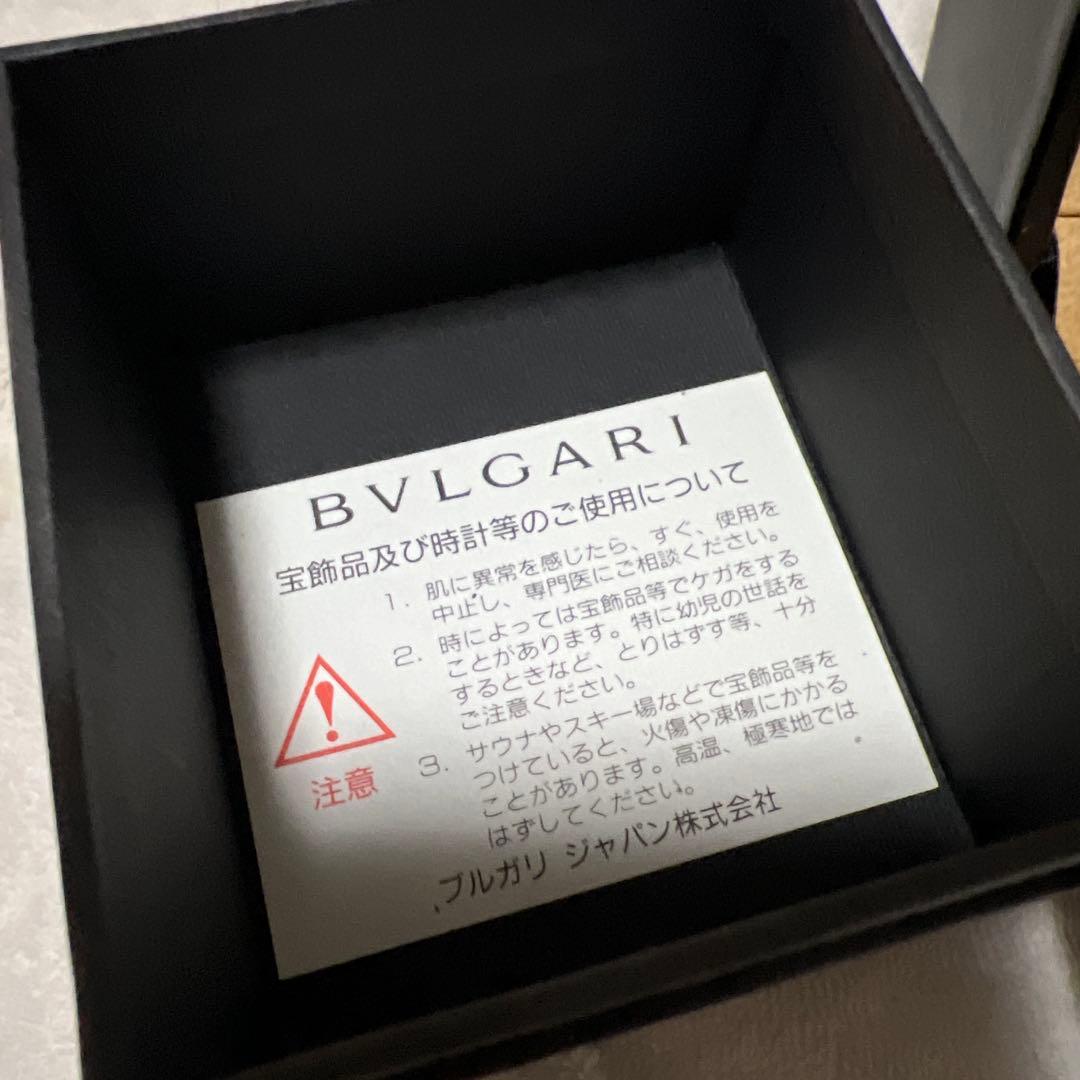 BVLGARI
宝飾品及び時計等のご使用について
1. 肌に異常を感じたら、すぐ、使用を
中止し、専門医にご相談ください。
2. 時によっては宝飾品等でケガをする
ことがあります。特に幼児の世話を
するときなど、とりはずす等、十分
ご注意ください。
3. サウナやスキー場などで宝飾品等を
つけていると、火傷や凍傷にかかる
ことがあります。高温、極寒地では
はずしてください。
注意
ブルガリ ジャパン株式会社